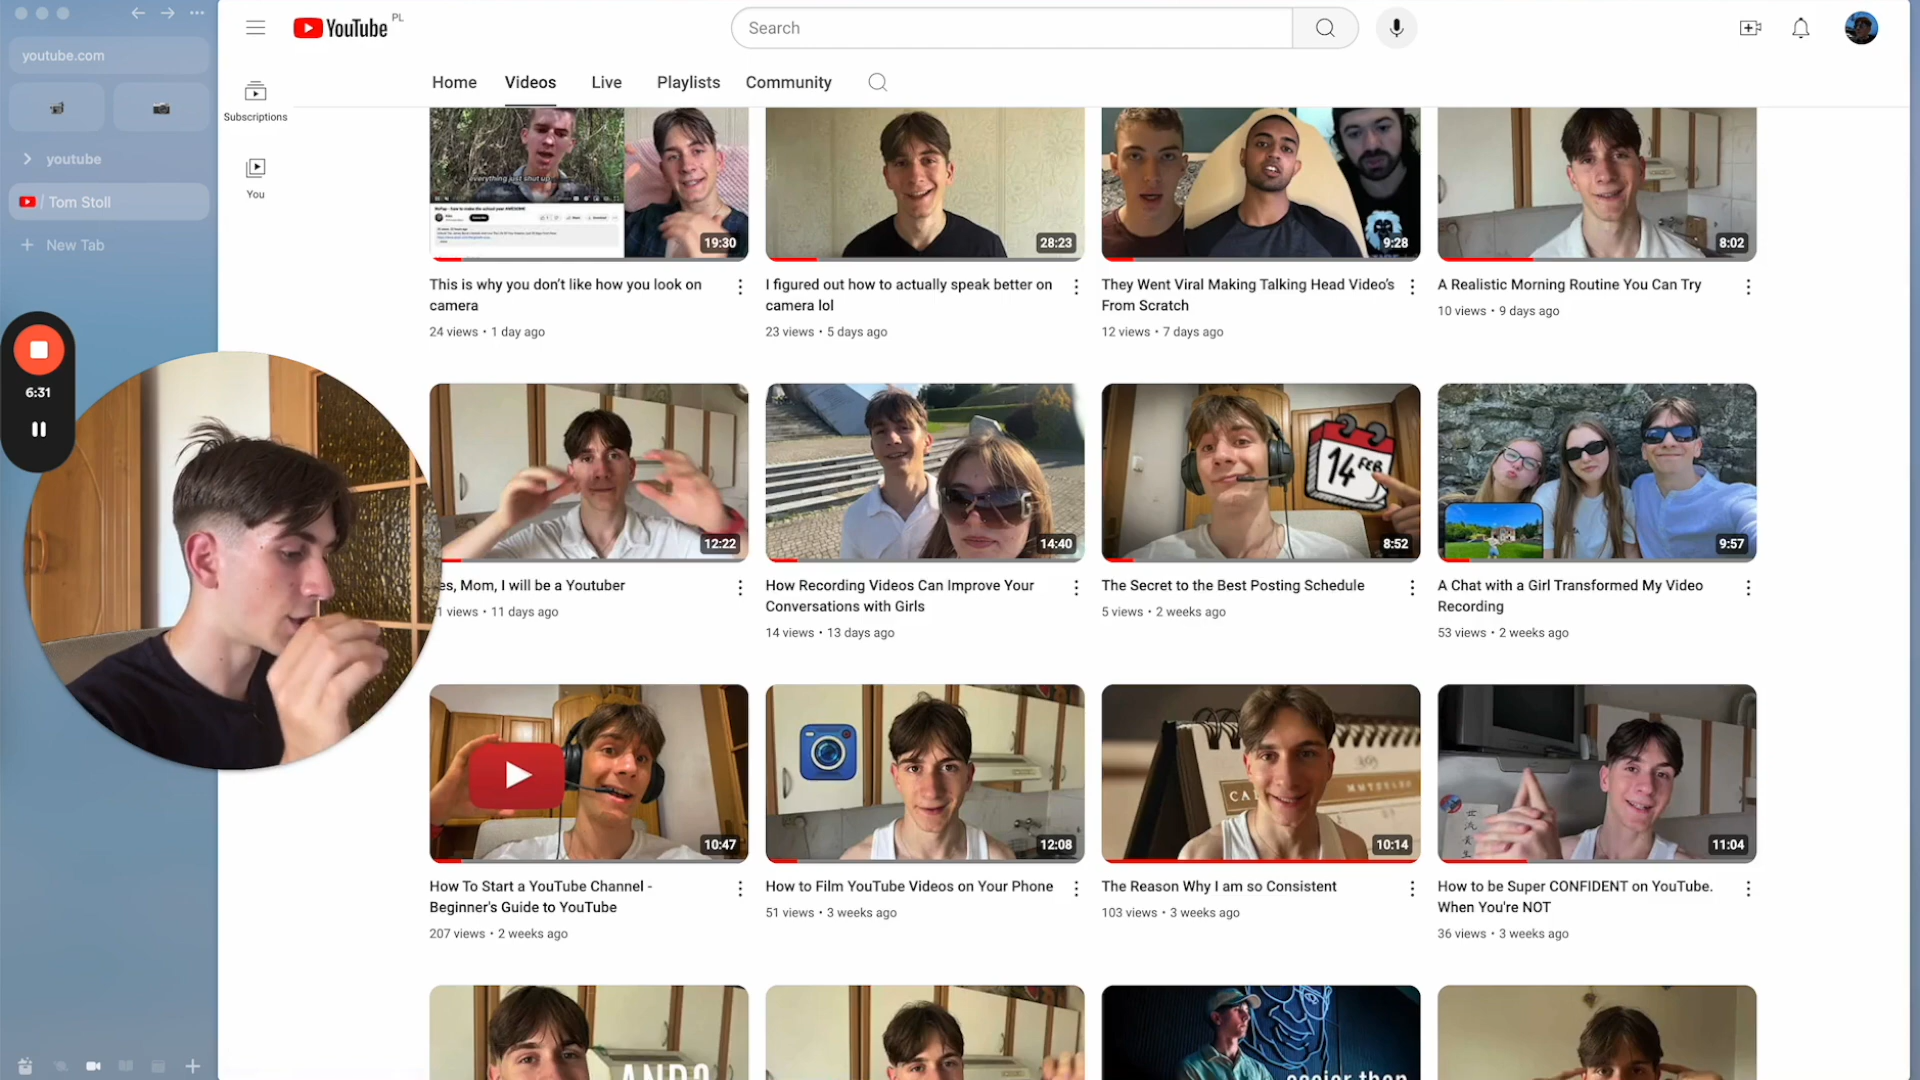 YouTube PL
Search
youtube.com
Home Videos Live Playlists Community
Subscriptions
youtube
You
/ Tom Stoll
New Tab
everything just shut up
19:30
28:23
9:28
8:02
This is why you don't like how you look on
camera
24 views • 1 day ago
I figured out how to actually speak better on
camera lol
23 views • 5 days ago
They Went Viral Making Talking Head Video's
From Scratch
12 views • 7 days ago
A Realistic Morning Routine You Can Try
10 views • 9 days ago
6:31
12:22
14:40
14 FEB
8:52
9:57
es, Mom, I will be a Youtuber
1 views • 11 days ago
How Recording Videos Can Improve Your
Conversations with Girls
14 views • 13 days ago
The Secret to the Best Posting Schedule
5 views • 2 weeks ago
A Chat with a Girl Transformed My Video
Recording
53 views • 2 weeks ago
10:47
12:08
10:14
11:04
How To Start a YouTube Channel -
Beginner's Guide to YouTube
207 views • 2 weeks ago
How to Film YouTube Videos on Your Phone
51 views • 3 weeks ago
The Reason Why I am so Consistent
103 views • 3 weeks ago
How to be Super CONFIDENT on YouTube.
When You're NOT
36 views • 3 weeks ago
easier than